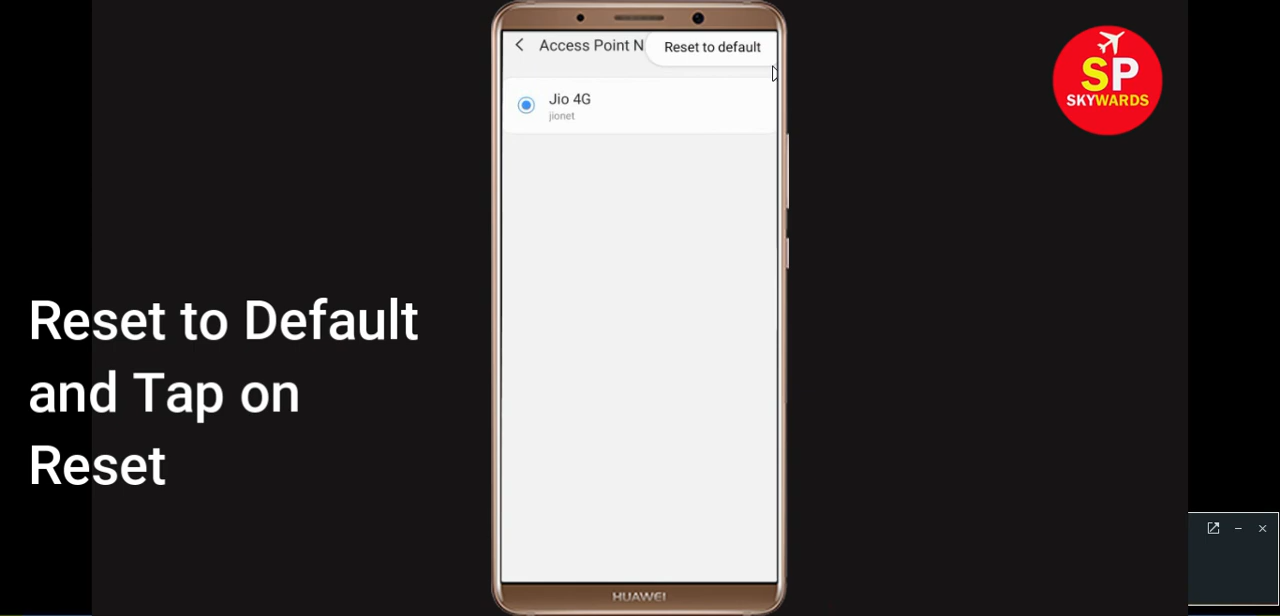 Access Point N
Reset to default
Jio 4G
jionet
SP
SKYWARDS
Reset to Default
and Tap on
Reset
HUAWEI